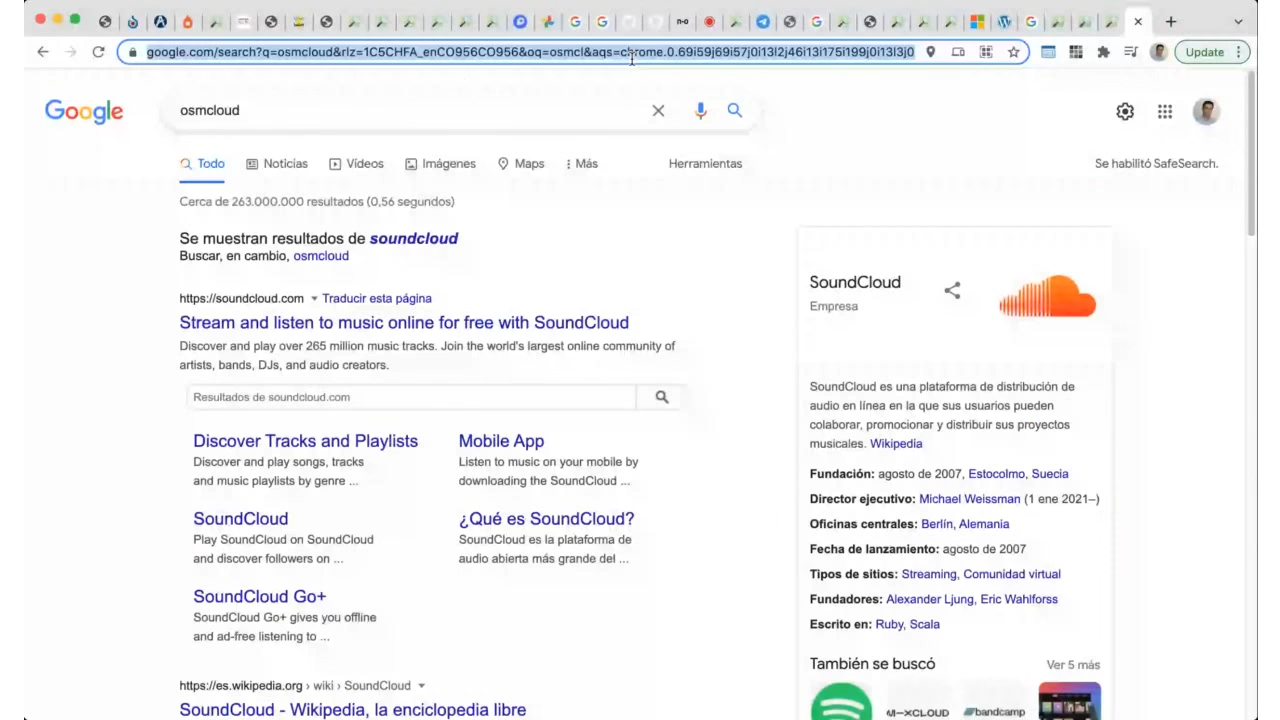 google.com/search?q=osmcloud&rlz=1C5CHFA_enCO956CO956&oq=osmcl&aqs=chrome.0.69i59j69i57j0i13l2j46i13i175i199j0i13l3j0
Update
Google
osmcloud
Todo
Noticias
Vídeos
Imágenes
Maps
Más
Herramientas
Se habilitó SafeSearch.
Cerca de 263.000.000 resultados (0,56 segundos)
Se muestran resultados de soundcloud
Buscar, en cambio, osmcloud
https://soundcloud.com Traducir esta página
Stream and listen to music online for free with SoundCloud
Discover and play over 265 million music tracks. Join the world's largest online community of
artists, bands, DJs, and audio creators.
Resultados de soundcloud.com
Discover Tracks and Playlists
Discover and play songs, tracks
and music playlists by genre ...
Mobile App
Listen to music on your mobile by
downloading the SoundCloud ...
SoundCloud
Play SoundCloud on SoundCloud
and discover followers on ...
¿Qué es SoundCloud?
SoundCloud es la plataforma de
audio abierta más grande del ...
SoundCloud Go+
SoundCloud Go+ gives you offline
and ad-free listening to ...
https://es.wikipedia.org › wiki › SoundCloud
SoundCloud - Wikipedia, la enciclopedia libre
SoundCloud
Empresa
SoundCloud es una plataforma de distribución de
audio en línea en la que sus usuarios pueden
colaborar, promocionar y distribuir sus proyectos
musicales. Wikipedia
Fundación: agosto de 2007, Estocolmo, Suecia
Director ejecutivo: Michael Weissman (1 ene 2021–)
Oficinas centrales: Berlín, Alemania
Fecha de lanzamiento: agosto de 2007
Tipos de sitios: Streaming, Comunidad virtual
Fundadores: Alexander Ljung, Eric Wahlforss
Escrito en: Ruby, Scala
También se buscó
Ver 5 más
M-XCLOUD
bandcamp